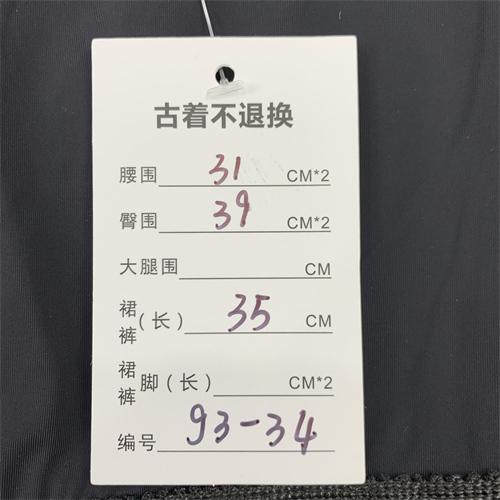 古着不退换
腰围 31 CM*2
臀围 39 CM*2
大腿围 CM
裙裤(长) 35 CM
裙裤脚(长) CM*2
编号 93-34